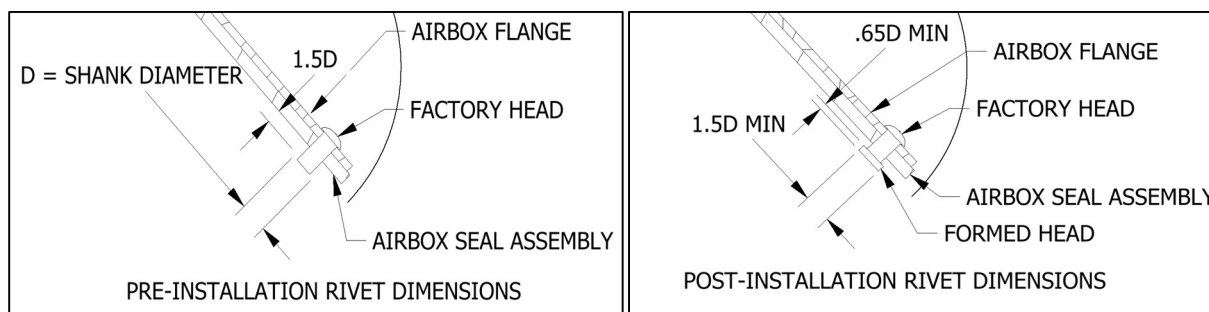 AIRBOX FLANGE
1.5D
D = SHANK DIAMETER
FACTORY HEAD
AIRBOX SEAL ASSEMBLY
PRE-INSTALLATION RIVET DIMENSIONS
.65D MIN
AIRBOX FLANGE
FACTORY HEAD
1.5D MIN
AIRBOX SEAL ASSEMBLY
FORMED HEAD
POST-INSTALLATION RIVET DIMENSIONS